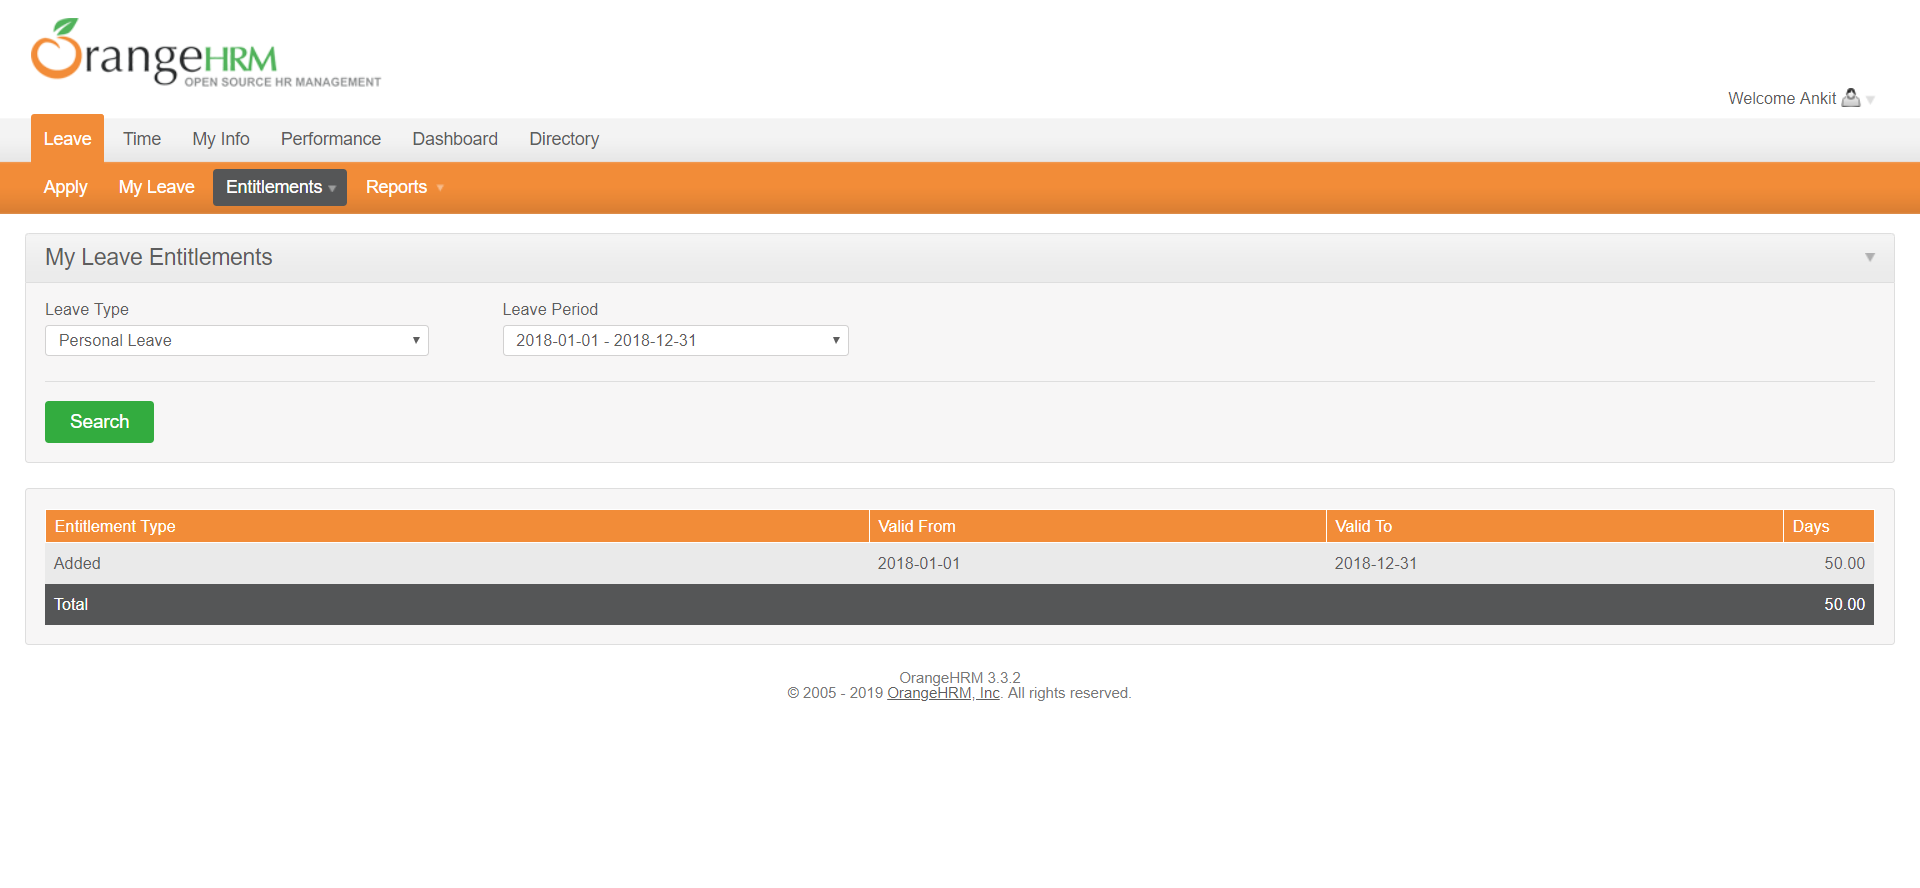 OrangeHRM
OPEN SOURCE HR MANAGEMENT
Welcome Ankit
Leave Time My Info Performance Dashboard Directory
Apply My Leave Entitlements Reports
My Leave Entitlements
Leave Type Leave Period
Personal Leave 2018-01-01 - 2018-12-31
Search
Entitlement Type Valid From Valid To Days
Added 2018-01-01 2018-12-31 50.00
Total 50.00
OrangeHRM 3.3.2
© 2005 - 2019 OrangeHRM, Inc. All rights reserved.